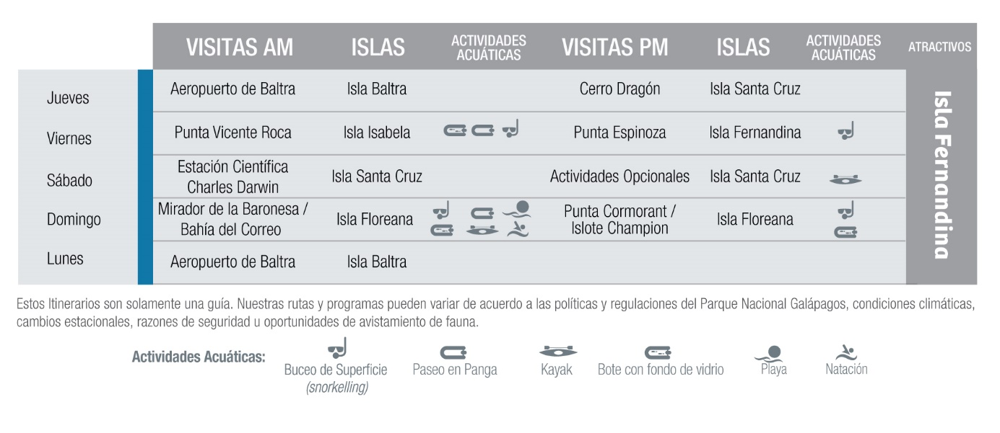 VISITAS AM ISLAS ACTIVIDADES ACUÁTICAS VISITAS PM ISLAS ACTIVIDADES ACUÁTICAS ATRACTIVOS
Jueves Aeropuerto de Baltra Isla Baltra Cerro Dragón Isla Santa Cruz
Viernes Punta Vicente Roca Isla Isabela Punta Espinoza Isla Fernandina
Sábado Estación Científica Charles Darwin Isla Santa Cruz Actividades Opcionales Isla Santa Cruz
Domingo Mirador de la Baronesa / Bahía del Correo Isla Floreana Punta Cormorant / Islote Champion Isla Floreana
Lunes Aeropuerto de Baltra Isla Baltra
Isla Fernandina
Estos Itinerarios son solamente una guía. Nuestras rutas y programas pueden variar de acuerdo a las políticas y regulaciones del Parque Nacional Galápagos, condiciones climáticas,
cambios estacionales, razones de seguridad u oportunidades de avistamiento de fauna.
Actividades Acuáticas:
Buceo de Superficie
(snorkelling)
Paseo en Panga
Kayak
Bote con fondo de vidrio
Playa
Natación